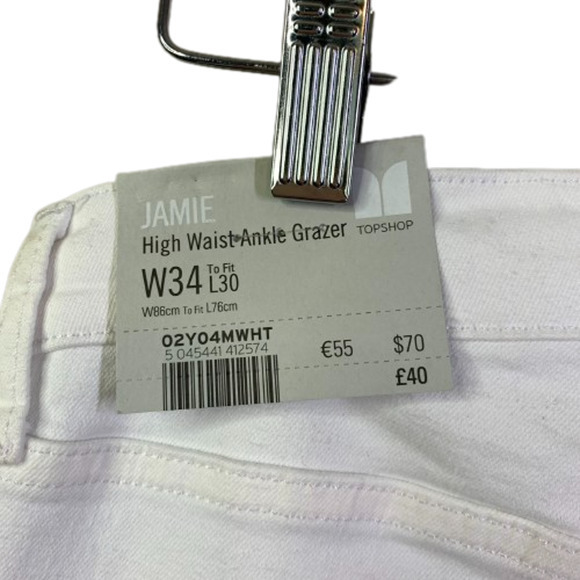 JAMIE
High Waist Ankle Grazer
TOPSHOP
W34 To Fit L30
W86cm To Fit L76cm
02Y04MWHT
5 045441 412574
€55 $70
£40